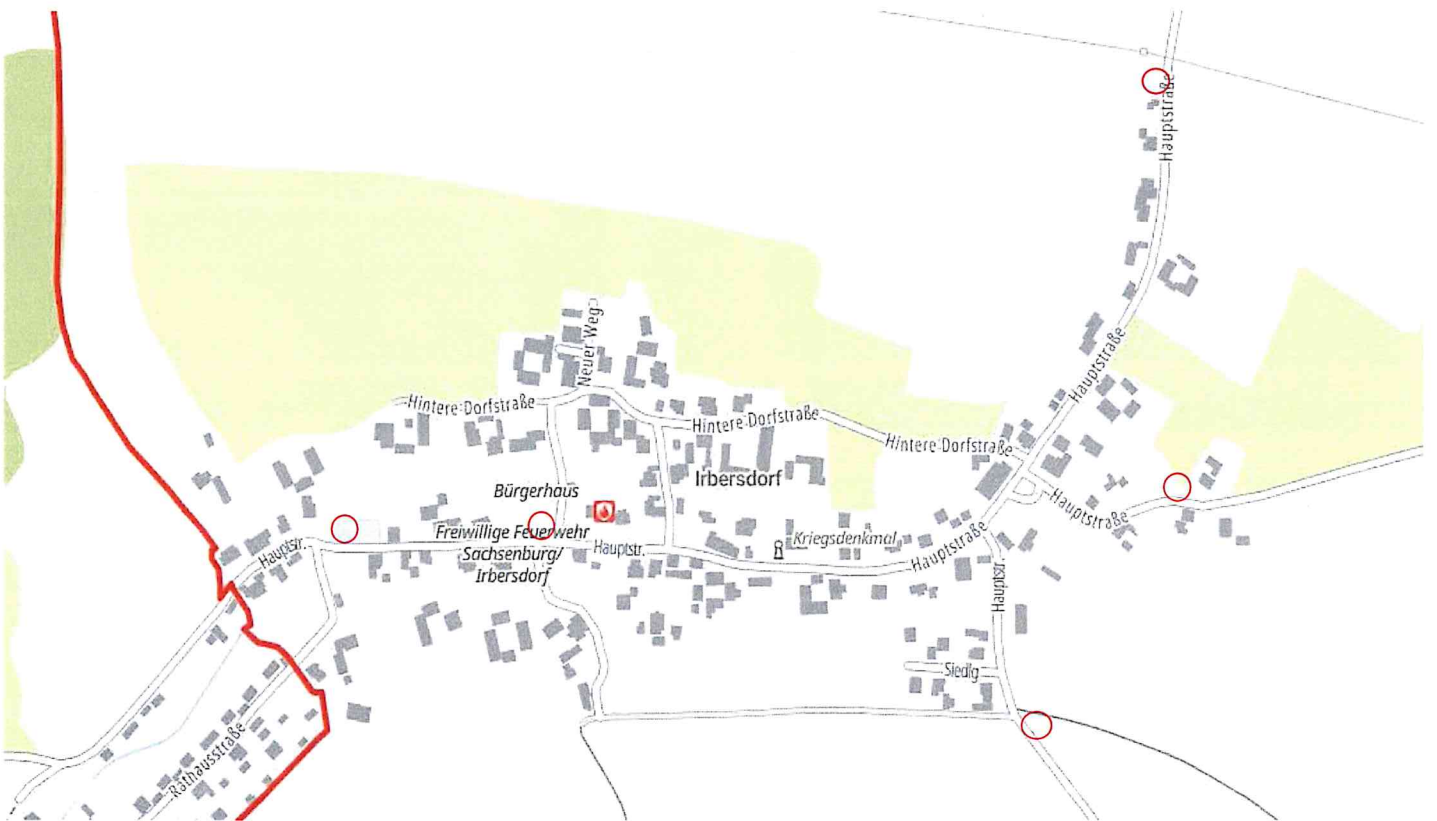 Hauptstraße
Hauptstraße
Neuer Weg
Hintere Dorfstraße
Hintere Dorfstraße
Hintere Dorfstraße
Irbersdorf
Bürgerhaus
Hauptstraße
Freiwillige Feuerwehr
Sachsenburg/
Irbersdorf
Hauptstr.
Kriegsdenkmal
Hauptstraße
Hauptstr.
Hauptstr.
Siedlg
Rathausstraße